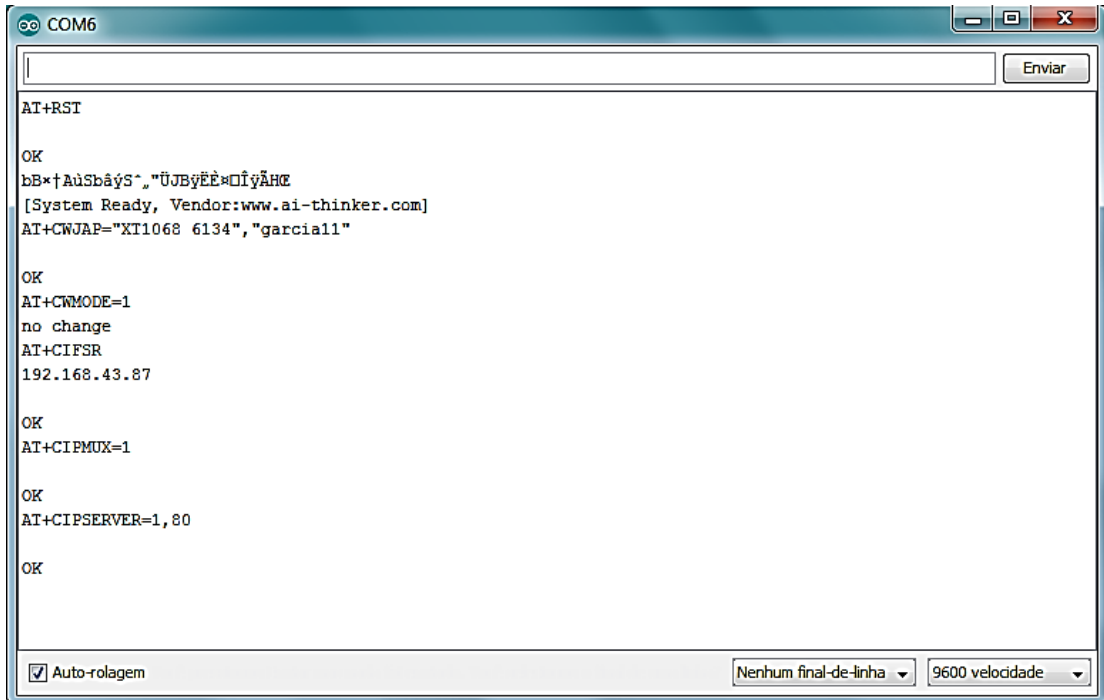 COM6
Enviar
AT+RST
OK
[System Ready, Vendor:www.ai-thinker.com]
AT+CWJAP="XT1068 6134","garcia11"
OK
AT+CWMODE=1
no change
AT+CIFSR
192.168.43.87
OK
AT+CIPMUX=1
OK
AT+CIPSERVER=1,80
OK
Auto-rolagem
Nenhum final-de-linha
9600 velocidade